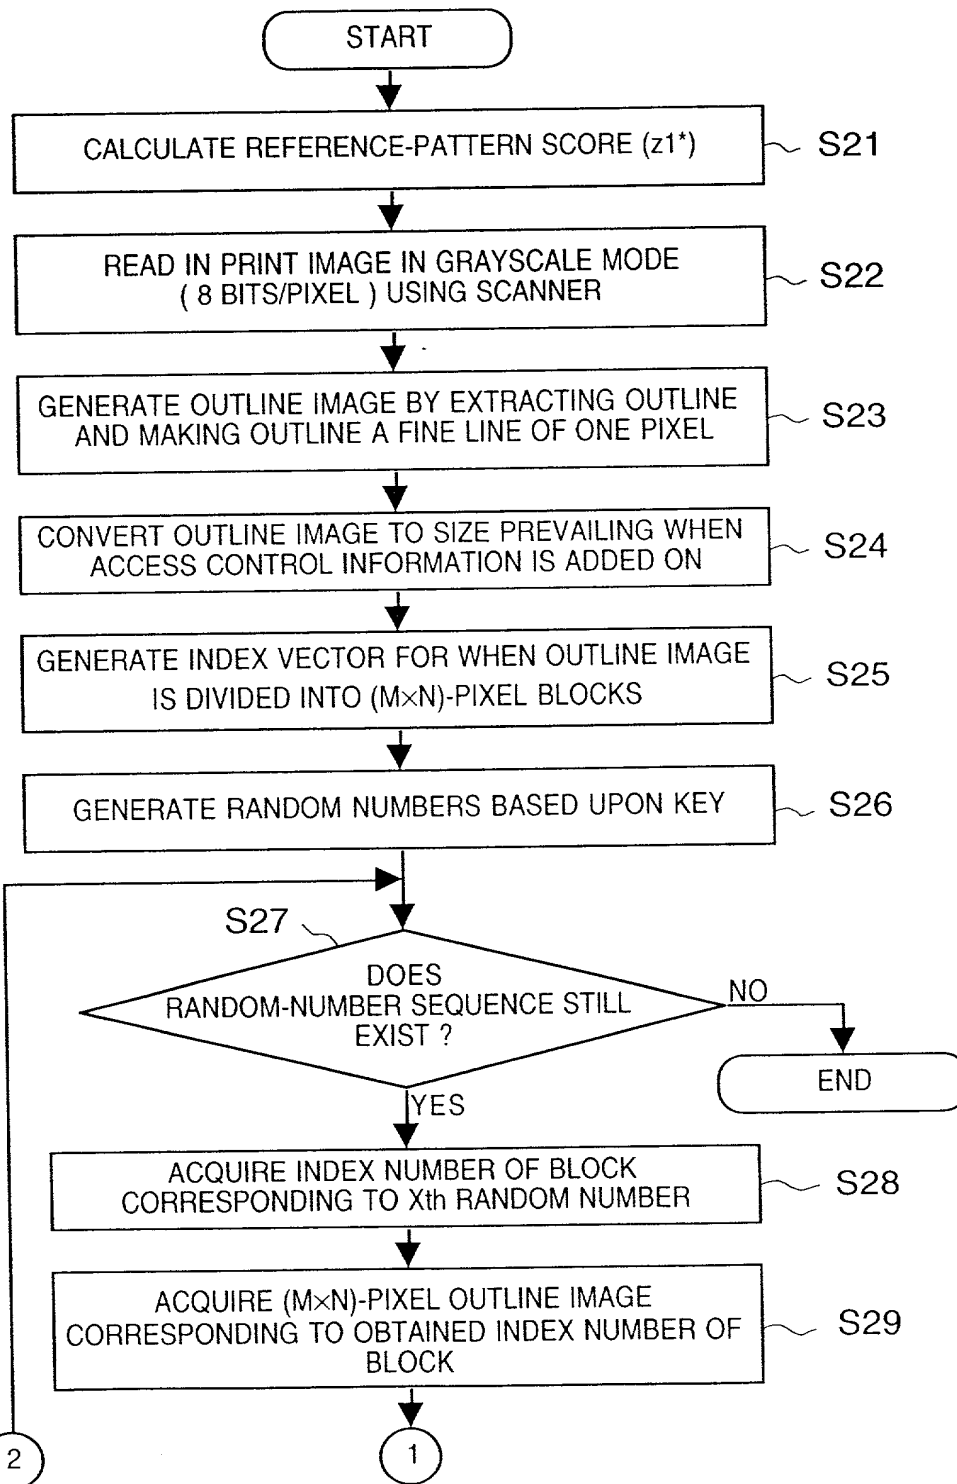 START
CALCULATE REFERENCE-PATTERN SCORE (z1*)
S21
READ IN PRINT IMAGE IN GRAYSCALE MODE
( 8 BITS/PIXEL ) USING SCANNER
S22
GENERATE OUTLINE IMAGE BY EXTRACTING OUTLINE
AND MAKING OUTLINE A FINE LINE OF ONE PIXEL
S23
CONVERT OUTLINE IMAGE TO SIZE PREVAILING WHEN
ACCESS CONTROL INFORMATION IS ADDED ON
S24
GENERATE INDEX VECTOR FOR WHEN OUTLINE IMAGE
IS DIVIDED INTO (M×N)-PIXEL BLOCKS
S25
GENERATE RANDOM NUMBERS BASED UPON KEY
S26
S27
DOES
RANDOM-NUMBER SEQUENCE STILL
EXIST ?
NO
END
YES
ACQUIRE INDEX NUMBER OF BLOCK
CORRESPONDING TO Xth RANDOM NUMBER
S28
ACQUIRE (M×N)-PIXEL OUTLINE IMAGE
CORRESPONDING TO OBTAINED INDEX NUMBER OF
BLOCK
S29
2
1